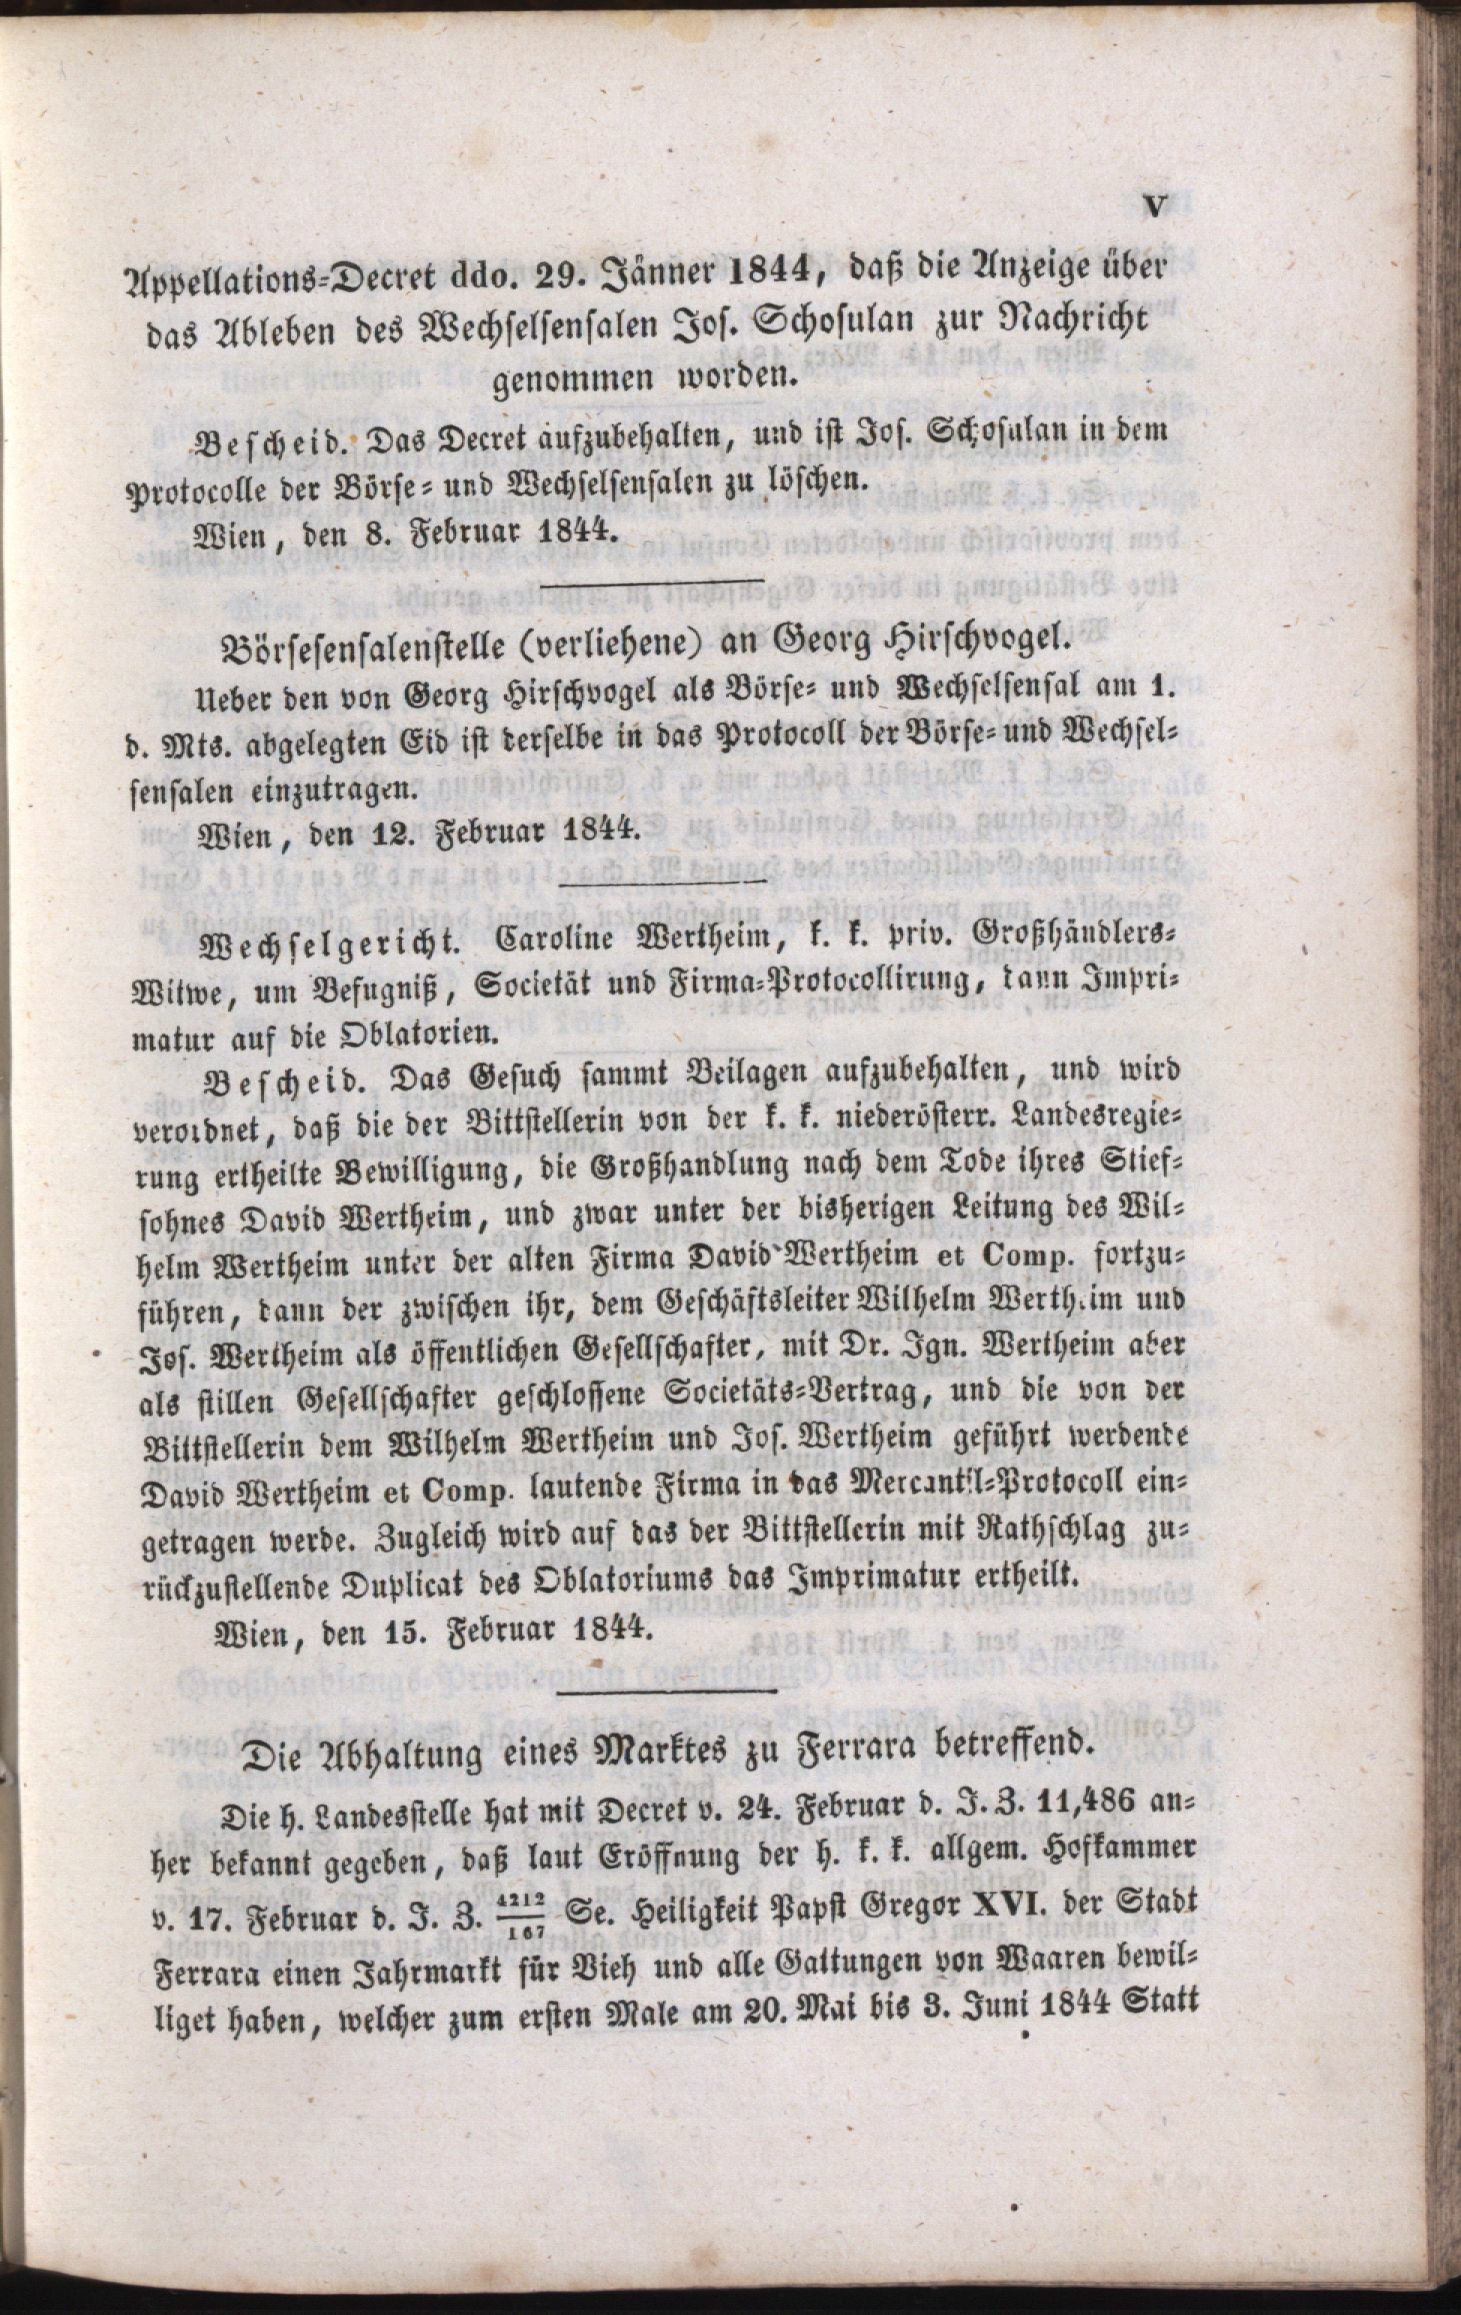 V
Appellations-Decret ddo. 29. Jänner 1844, daß die Anzeige über
das Ableben des Wechselsensalen Jos. Schosulan zur Nachricht
genommen worden.
Bescheid. Das Decret aufzubehalten, und ist Jos. Schosulan in dem
Protocolle der Börse- und Wechselsensalen zu löschen.
Wien, den 8. Februar 1844.
Börsesensalenstelle (verliehene) an Georg Hirschvogel.
Ueber den von Georg Hirschvogel als Börse- und Wechselsensal am 1.
d. Mts. abgelegten Eid ist derselbe in das Protocoll der Börse- und Wechsel-
sensalen einzutragen.
Wien, den 12. Februar 1844.
Wechselgericht. Caroline Wertheim, k. k. priv. Großhändlers-
Witwe, um Befugniß, Societät und Firma-Protocollirung, dann Impri-
matur auf die Oblatorien.
Bescheid. Das Gesuch sammt Beilagen aufzubehalten, und wird
verordnet, daß die der Bittstellerin von der k. k. niederösterr. Landesregie-
rung ertheilte Bewilligung, die Großhandlung nach dem Tode ihres Stief-
sohnes David Wertheim, und zwar unter der bisherigen Leitung des Wil-
helm Wertheim unter der alten Firma David Wertheim et Comp. fortzu-
führen, dann der zwischen ihr, dem Geschäftsleiter Wilhelm Wertheim und
Jos. Wertheim als öffentlichen Gesellschafter, mit Dr. Ign. Wertheim aber
als stillen Gesellschafter geschlossene Societäts-Vertrag, und die von der
Bittstellerin dem Wilhelm Wertheim und Jos. Wertheim geführt werdende
David Wertheim et Comp. lautende Firma in das Mercantil-Protocoll ein-
getragen werde. Zugleich wird auf das der Bittstellerin mit Rathschlag zu-
rückzustellende Duplicat des Oblatoriums das Imprimatur ertheilt.
Wien, den 15. Februar 1844.
Die Abhaltung eines Marktes zu Ferrara betreffend.
Die h. Landesstelle hat mit Decret v. 24. Februar d. J. Z. 11,486 an-
her bekannt gegeben, daß laut Eröffnung der h. k. k. allgem. Hofkammer
v. 17. Februar d. J. Z. 4212/167 Se. Heiligkeit Papst Gregor XVI. der Stadt
Ferrara einen Jahrmarkt für Vieh und alle Gattungen von Waaren bewil-
liget haben, welcher zum ersten Male am 20. Mai bis 3. Juni 1844 Statt